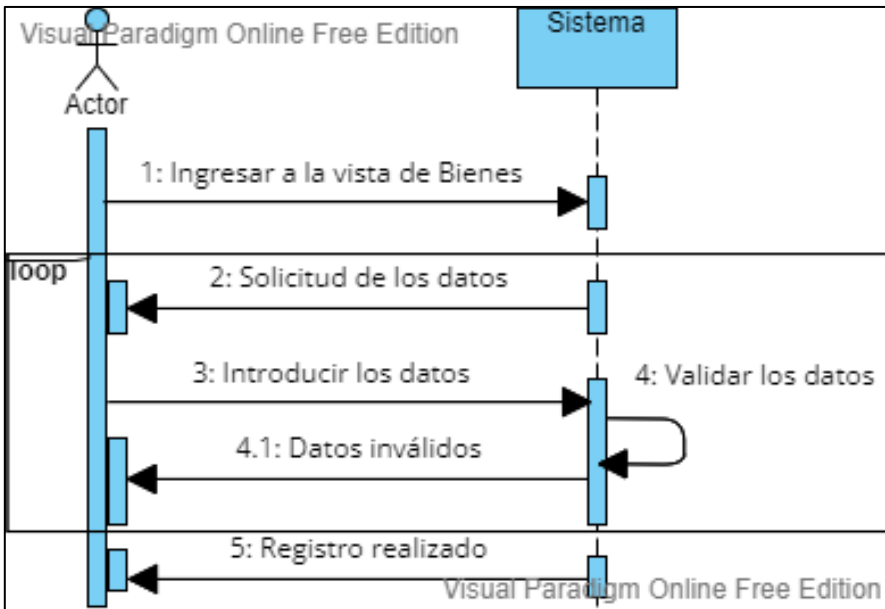 Visual Paradigm Online Free Edition
Sistema
Actor
1: Ingresar a la vista de Bienes
loop
2: Solicitud de los datos
3: Introducir los datos
4: Validar los datos
4.1: Datos inválidos
5: Registro realizado
Visual Paradigm Online Free Edition